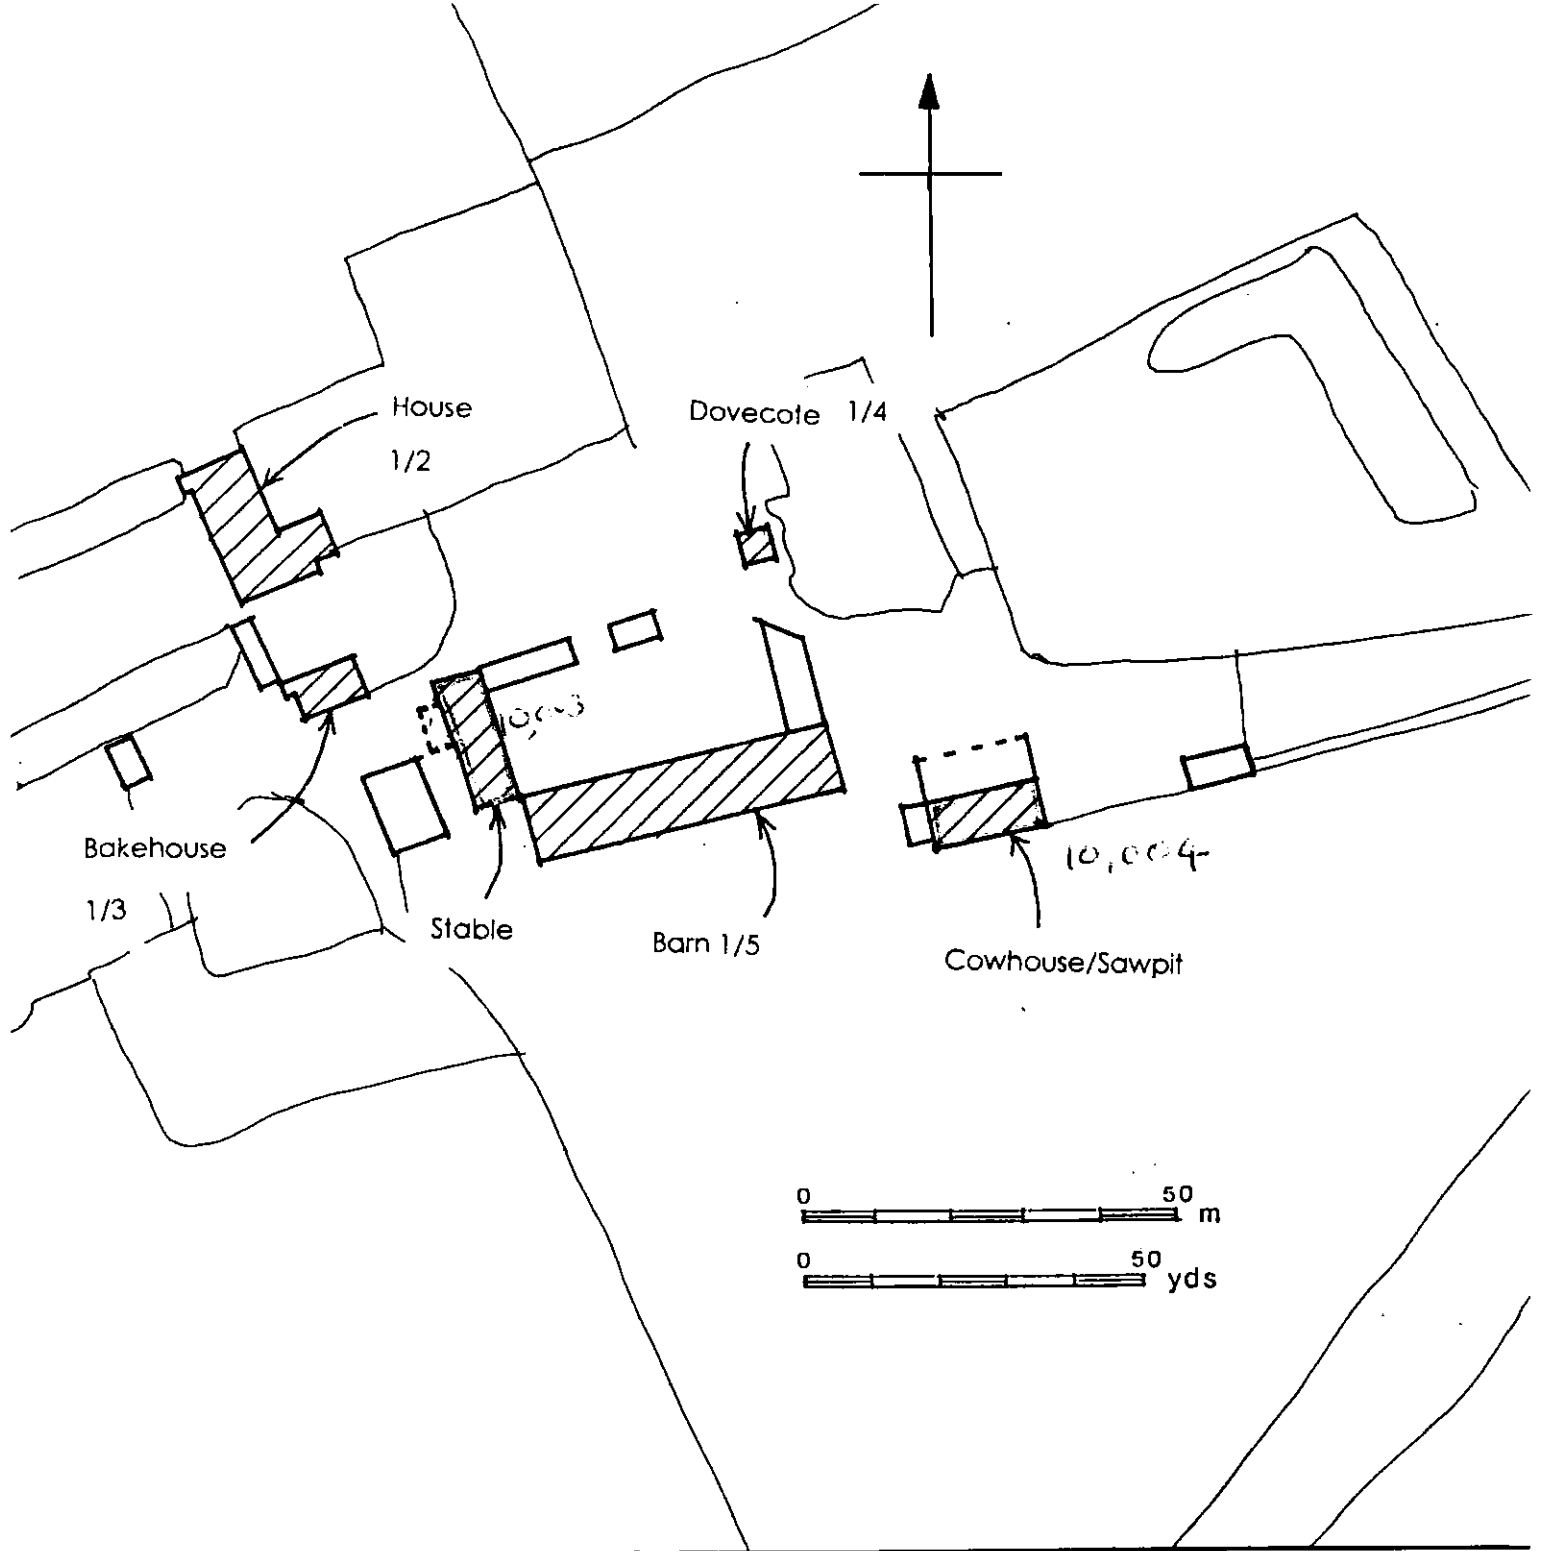 House
1/2
Dovecote 1/4
Bakehouse
1/3
Stable
Barn 1/5
10,004
Cowhouse/Sawpit
0 50 m
0 50 yds